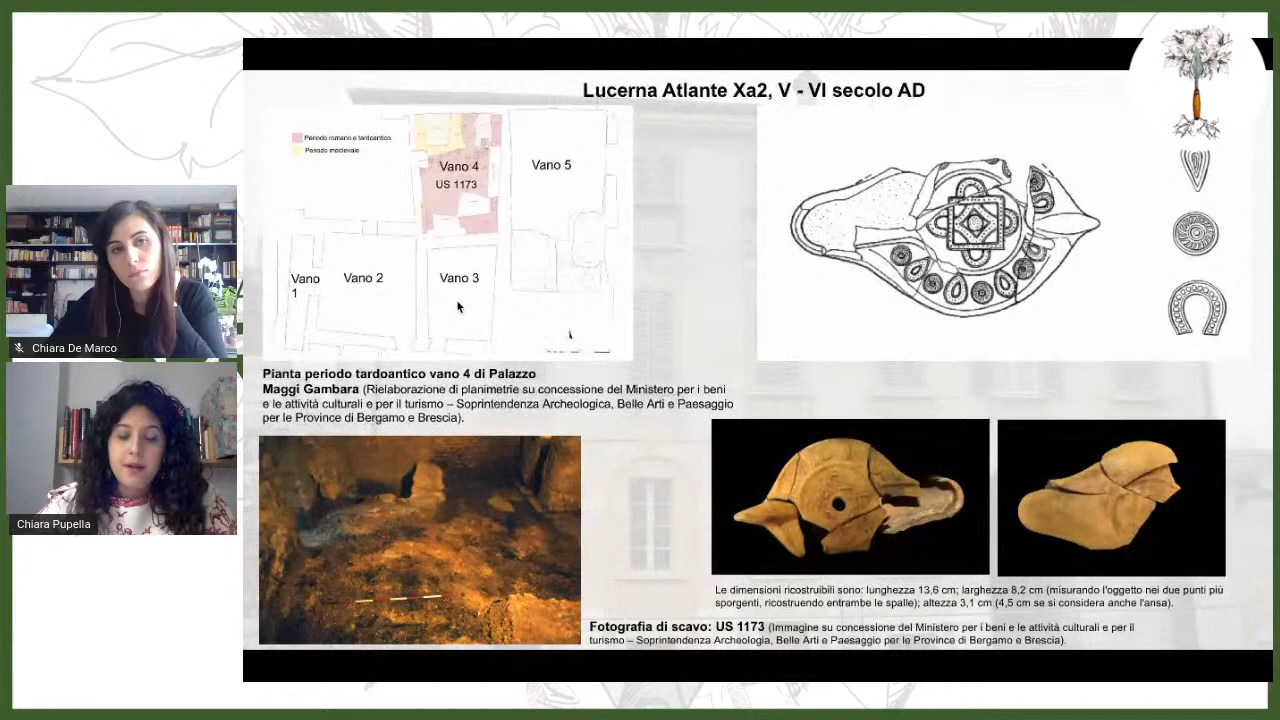 Lucerna Atlante Xa2, V - VI secolo AD
Periodo romano e tardoantico
Periodo medievale
Vano 4
US 1173
Vano 5
Vano
1
Vano 2
Vano 3
Chiara De Marco
Chiara Pupella
Pianta periodo tardoantico vano 4 di Palazzo
Maggi Gambara (Rielaborazione di planimetrie su concessione del Ministero per i beni
e le attività culturali e per il turismo – Soprintendenza Archeologica, Belle Arti e Paesaggio
per le Province di Bergamo e Brescia).
Le dimensioni ricostruibili sono: lunghezza 13,6 cm; larghezza 8,2 cm (misurando l'oggetto nei due punti più
sporgenti, ricostruendo entrambe le spalle); altezza 3,1 cm (4,5 cm se si considera anche l'ansa).
Fotografia di scavo: US 1173 (Immagine su concessione del Ministero per i beni e le attività culturali e per il
turismo – Soprintendenza Archeologia, Belle Arti e Paesaggio per le Province di Bergamo e Brescia).